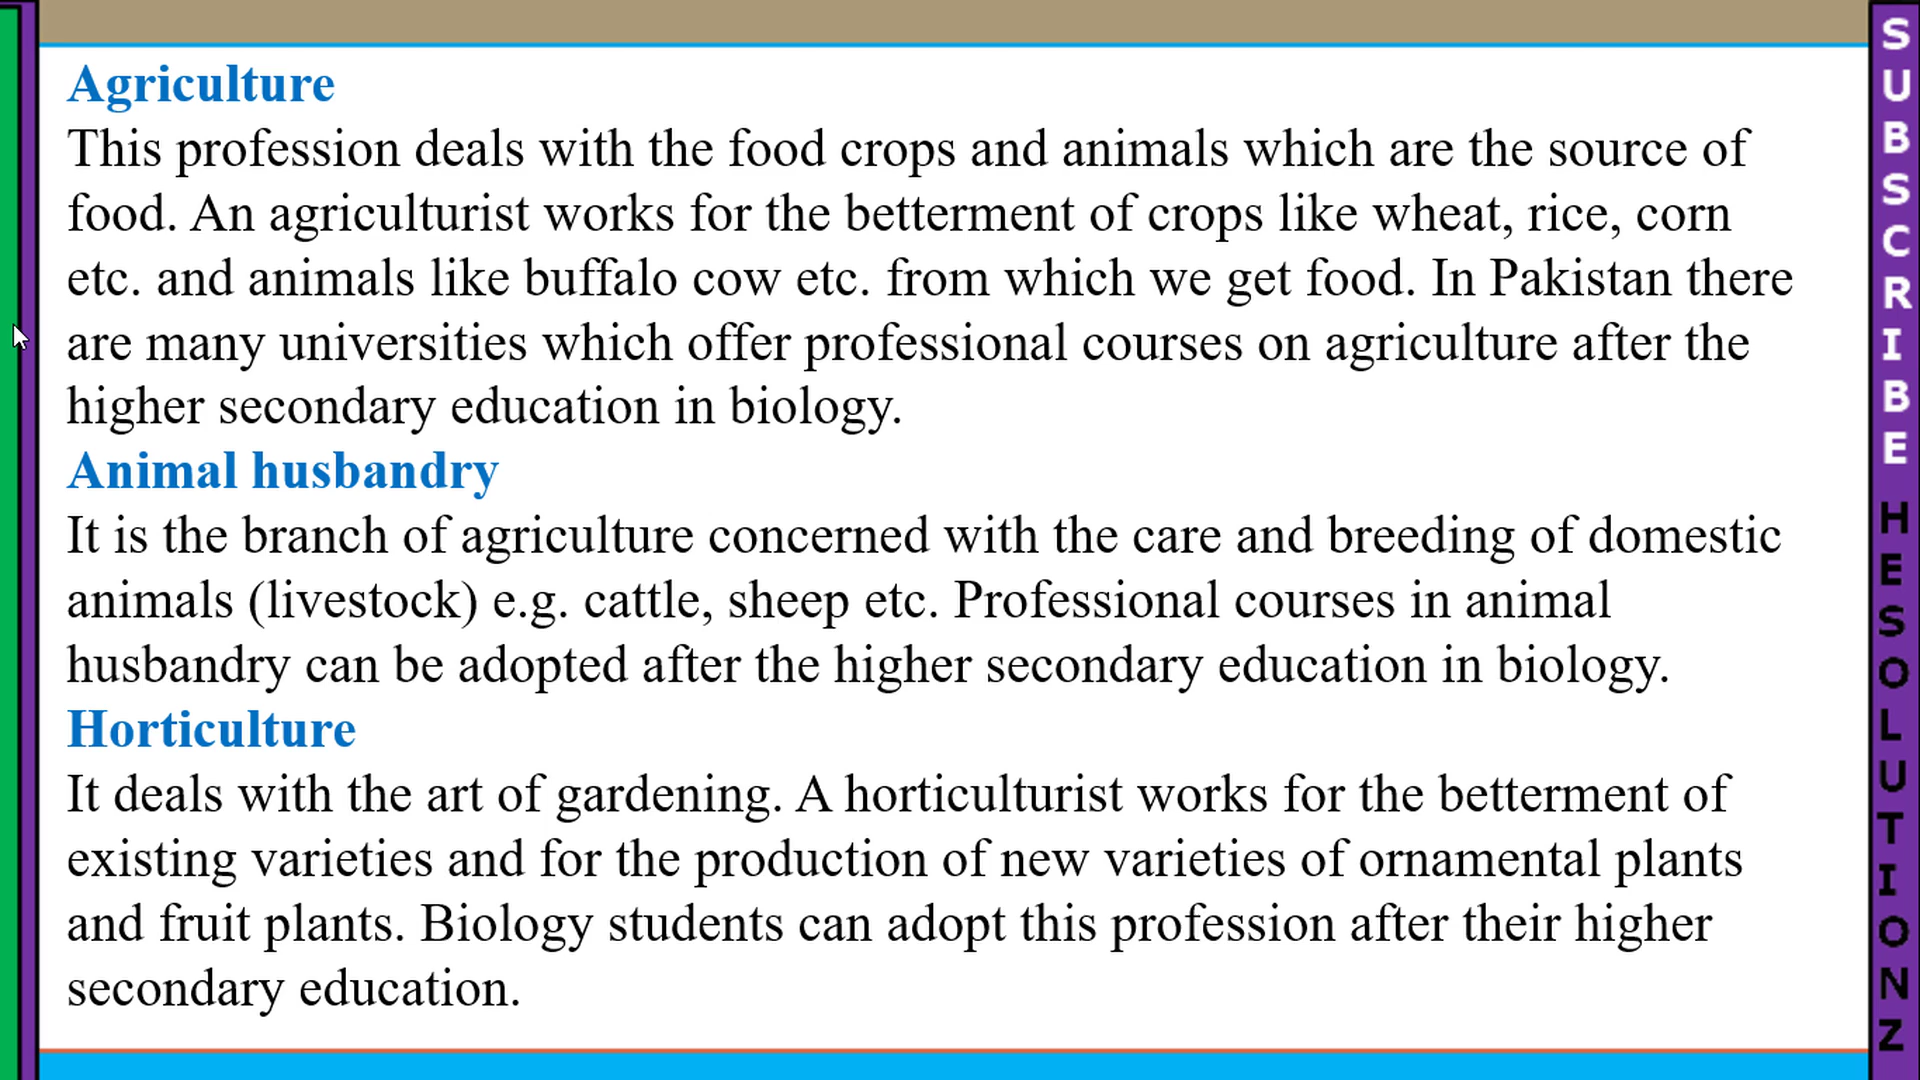 Agriculture
This profession deals with the food crops and animals which are the source of
food. An agriculturist works for the betterment of crops like wheat, rice, corn
etc. and animals like buffalo cow etc. from which we get food. In Pakistan there
are many universities which offer professional courses on agriculture after the
higher secondary education in biology.
Animal husbandry
It is the branch of agriculture concerned with the care and breeding of domestic
animals (livestock) e.g. cattle, sheep etc. Professional courses in animal
husbandry can be adopted after the higher secondary education in biology.
Horticulture
It deals with the art of gardening. A horticulturist works for the betterment of
existing varieties and for the production of new varieties of ornamental plants
and fruit plants. Biology students can adopt this profession after their higher
secondary education.
SUBSCRIBE HESOLUTIONZ